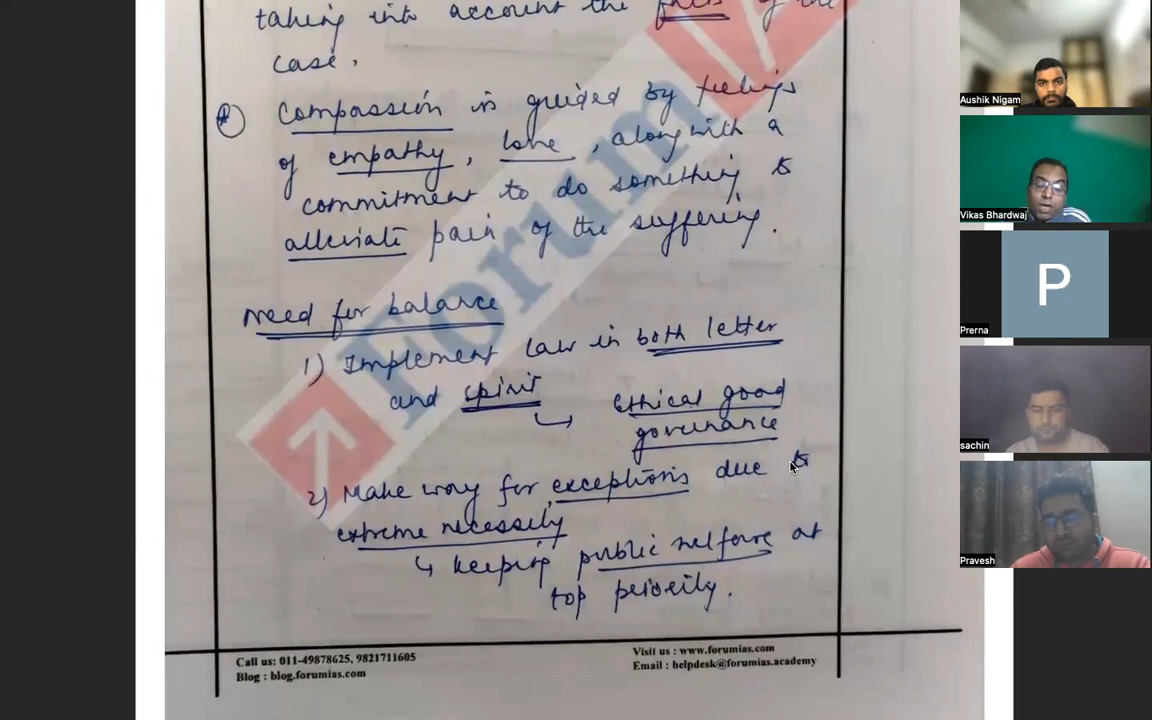 taking into account the facts of the
case.
Compassion is guided by feelings
of empathy, love, along with a
commitment to do something to
alleviate pain of the suffering.
Need for balance
1) Implement law in both letter
and spirit
Ethical good
governance
2) Make way for exceptions due to
extreme necessity
↳ keeping public welfare at
top priority.
ForumIAS
Call us: 011-49878625, 9821711605
Blog : blog.forumias.com
Visit us : www.forumias.com
Email : helpdesk@forumias.academy
Aushik Nigam
Vikas Bhardwaj
P
Prerna
sachin
Pravesh